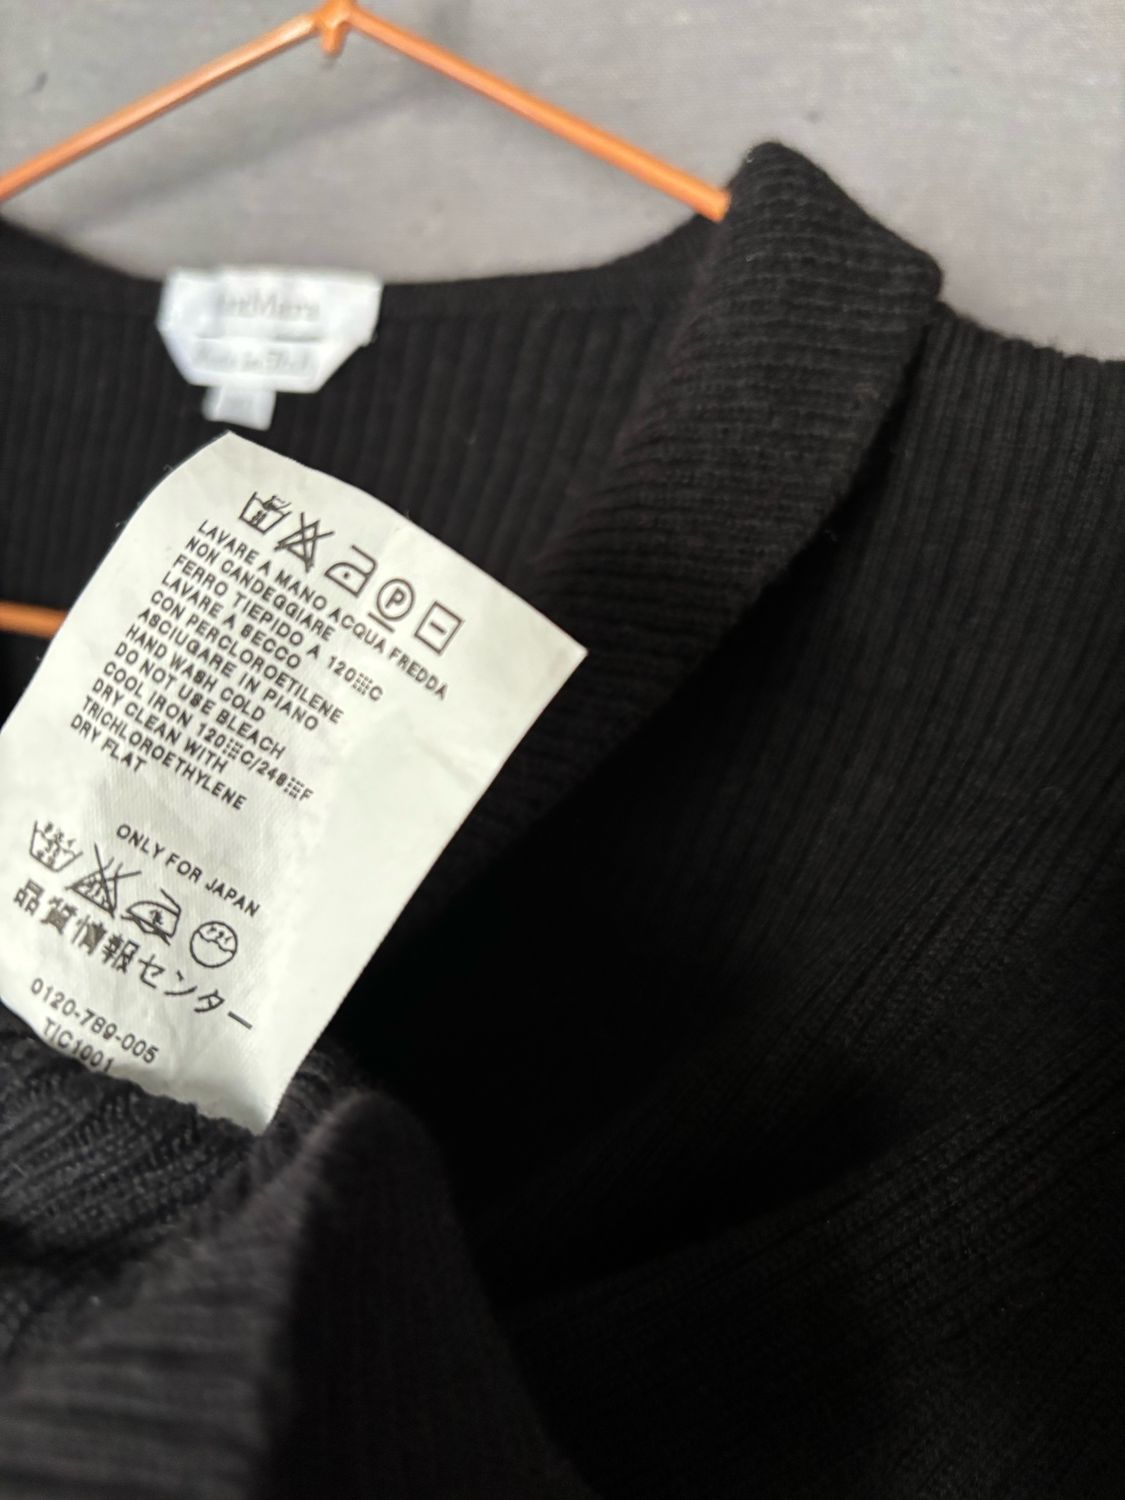 LAVARE A MANO ACQUA FREDDA
NON CANDEGGIARE
FERRO TIEPIDO A 120°C
LAVARE A SECCO
CON PERCLOROETILENE
ASCIUGARE IN PIANO
HAND WASH COLD
DO NOT USE BLEACH
COOL IRON 120°C/248°F
DRY CLEAN WITH
TRICHLOROETHYLENE
DRY FLAT
ONLY FOR JAPAN
品質情報センター
0120-789-005
TIC1001